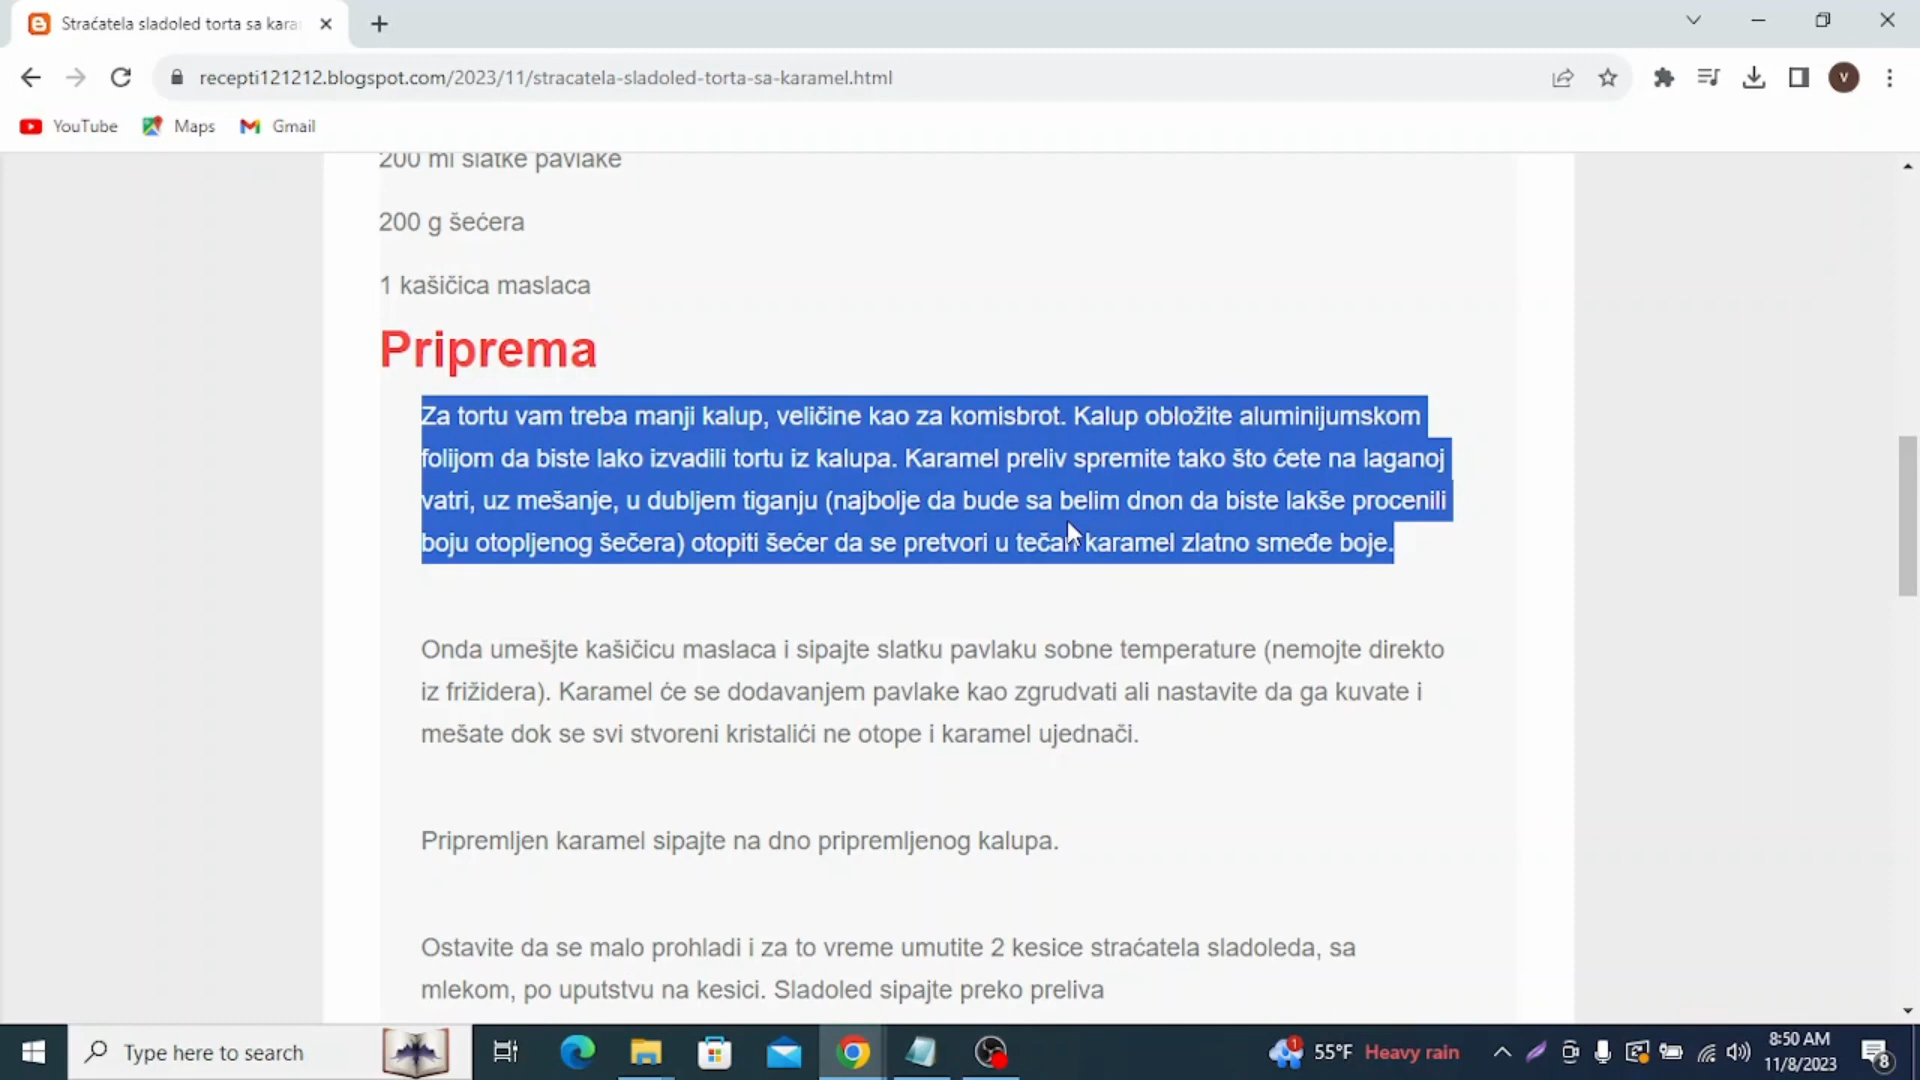 Straćatela sladoled torta sa kara
recepti121212.blogspot.com/2023/11/stracatela-sladoled-torta-sa-karamel.html
V
YouTube
Maps
Gmail
200 ml slatke pavlake
200 g šećera
1 kašičica maslaca
Priprema
Za tortu vam treba manji kalup, veličine kao za komisbrot. Kalup obložite aluminijumskom
folijom da biste lako izvadili tortu iz kalupa. Karamel preliv spremite tako što ćete na laganoj
vatri, uz mešanje, u dubljem tiganju (najbolje da bude sa belim dnon da biste lakše procenili
boju otopljenog šečera) otopiti šećer da se pretvori u tečan karamel zlatno smeđe boje.
Onda umešjte kašičicu maslaca i sipajte slatku pavlaku sobne temperature (nemojte direkto
iz frižidera). Karamel će se dodavanjem pavlake kao zgrudvati ali nastavite da ga kuvate i
mešate dok se svi stvoreni kristalići ne otope i karamel ujednači.
Pripremljen karamel sipajte na dno pripremljenog kalupa.
Ostavite da se malo prohladi i za to vreme umutite 2 kesice straćatela sladoleda, sa
mlekom, po uputstvu na kesici. Sladoled sipajte preko preliva
Type here to search
1
55°F Heavy rain
8:50 AM
11/8/2023
8